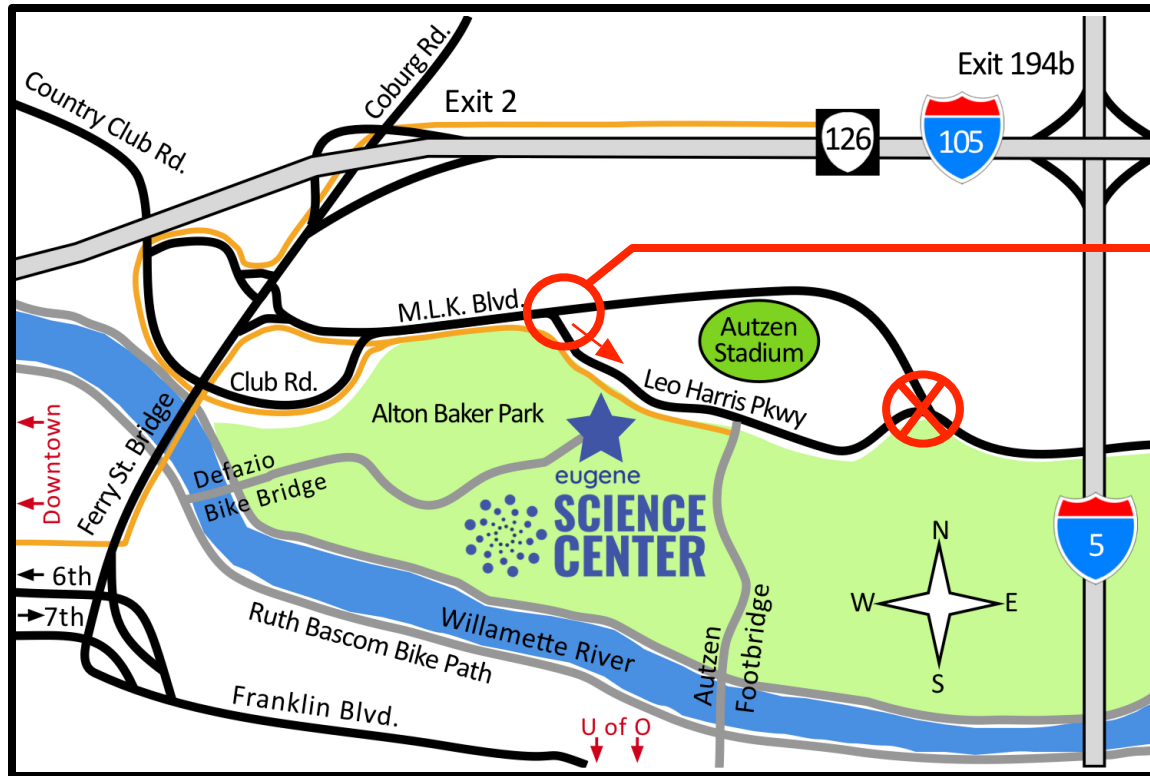 Country Club Rd.
Coburg Rd.
Exit 2
Exit 194b
126
105
M.L.K. Blvd.
Autzen
Stadium
Club Rd.
Leo Harris Pkwy
Alton Baker Park
Ferry St. Bridge
Downtown
Defazio
Bike Bridge
eugene
SCIENCE
CENTER
5
6th
7th
N
W
E
S
Ruth Bascom Bike Path
Willamette River
Autzen
Footbridge
Franklin Blvd.
U of O